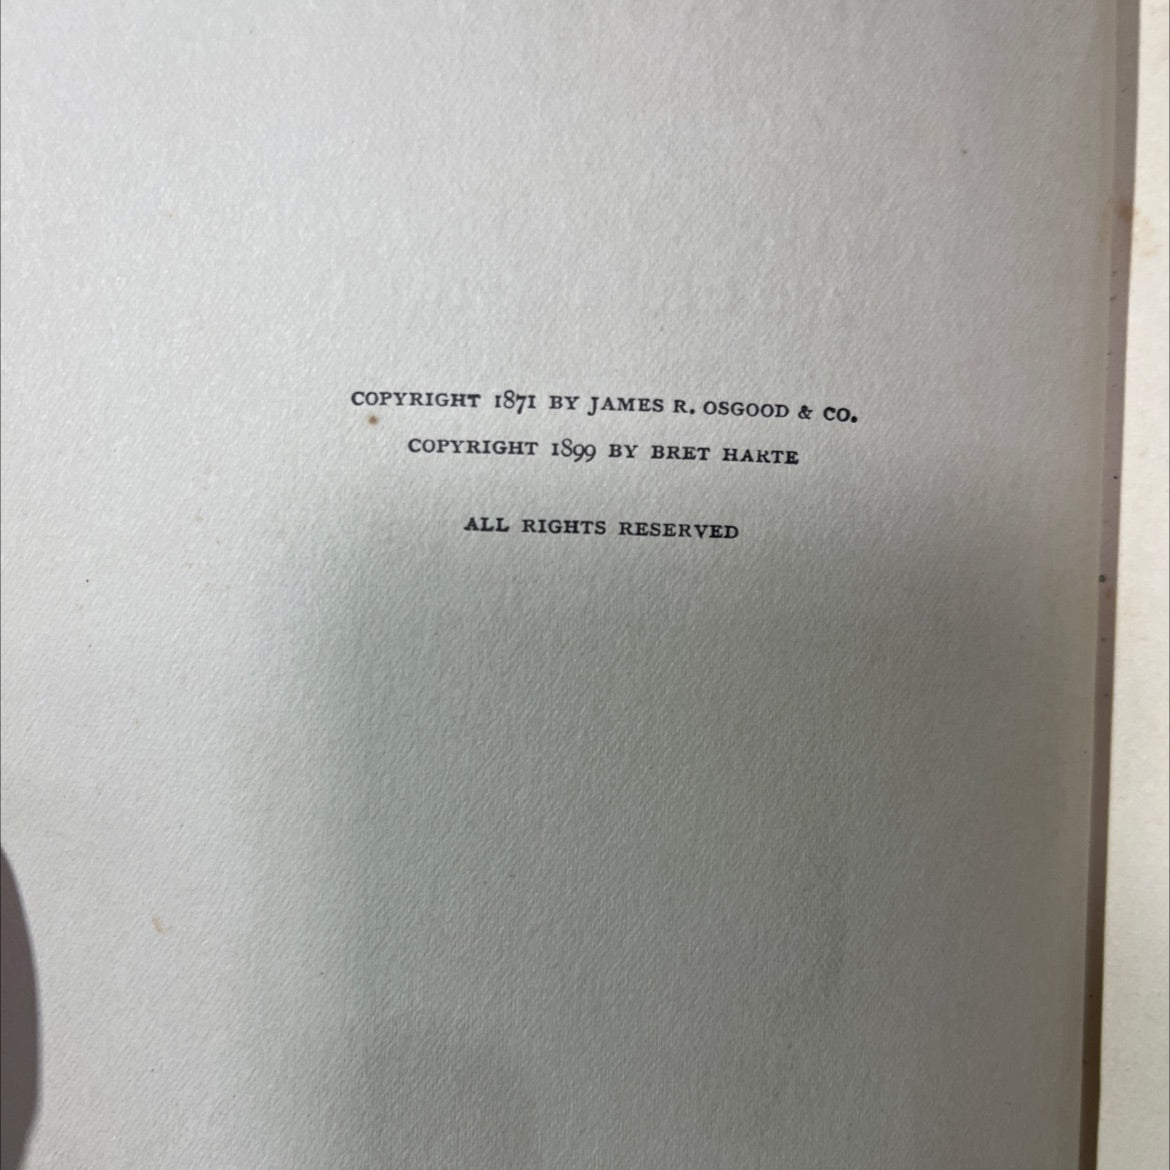 COPYRIGHT 1871 BY JAMES R. OSGOOD & CO.
COPYRIGHT 1899 BY BRET HARTE
ALL RIGHTS RESERVED